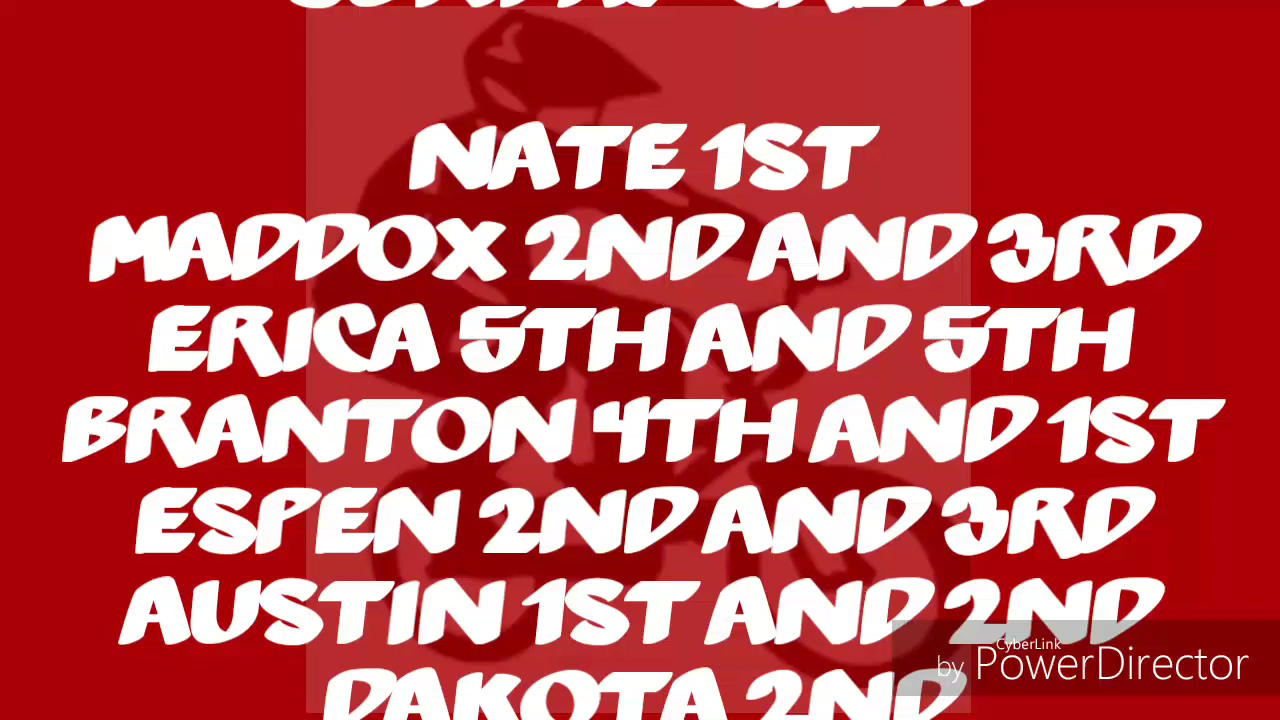 NATE 1ST
MADDOX 2ND AND 3RD
ERICA 5TH AND 5TH
BRANTON 4TH AND 1ST
ESPEN 2ND AND 3RD
AUSTIN 1ST AND 2ND
DAKOTA 2ND
CyberLink
by PowerDirector